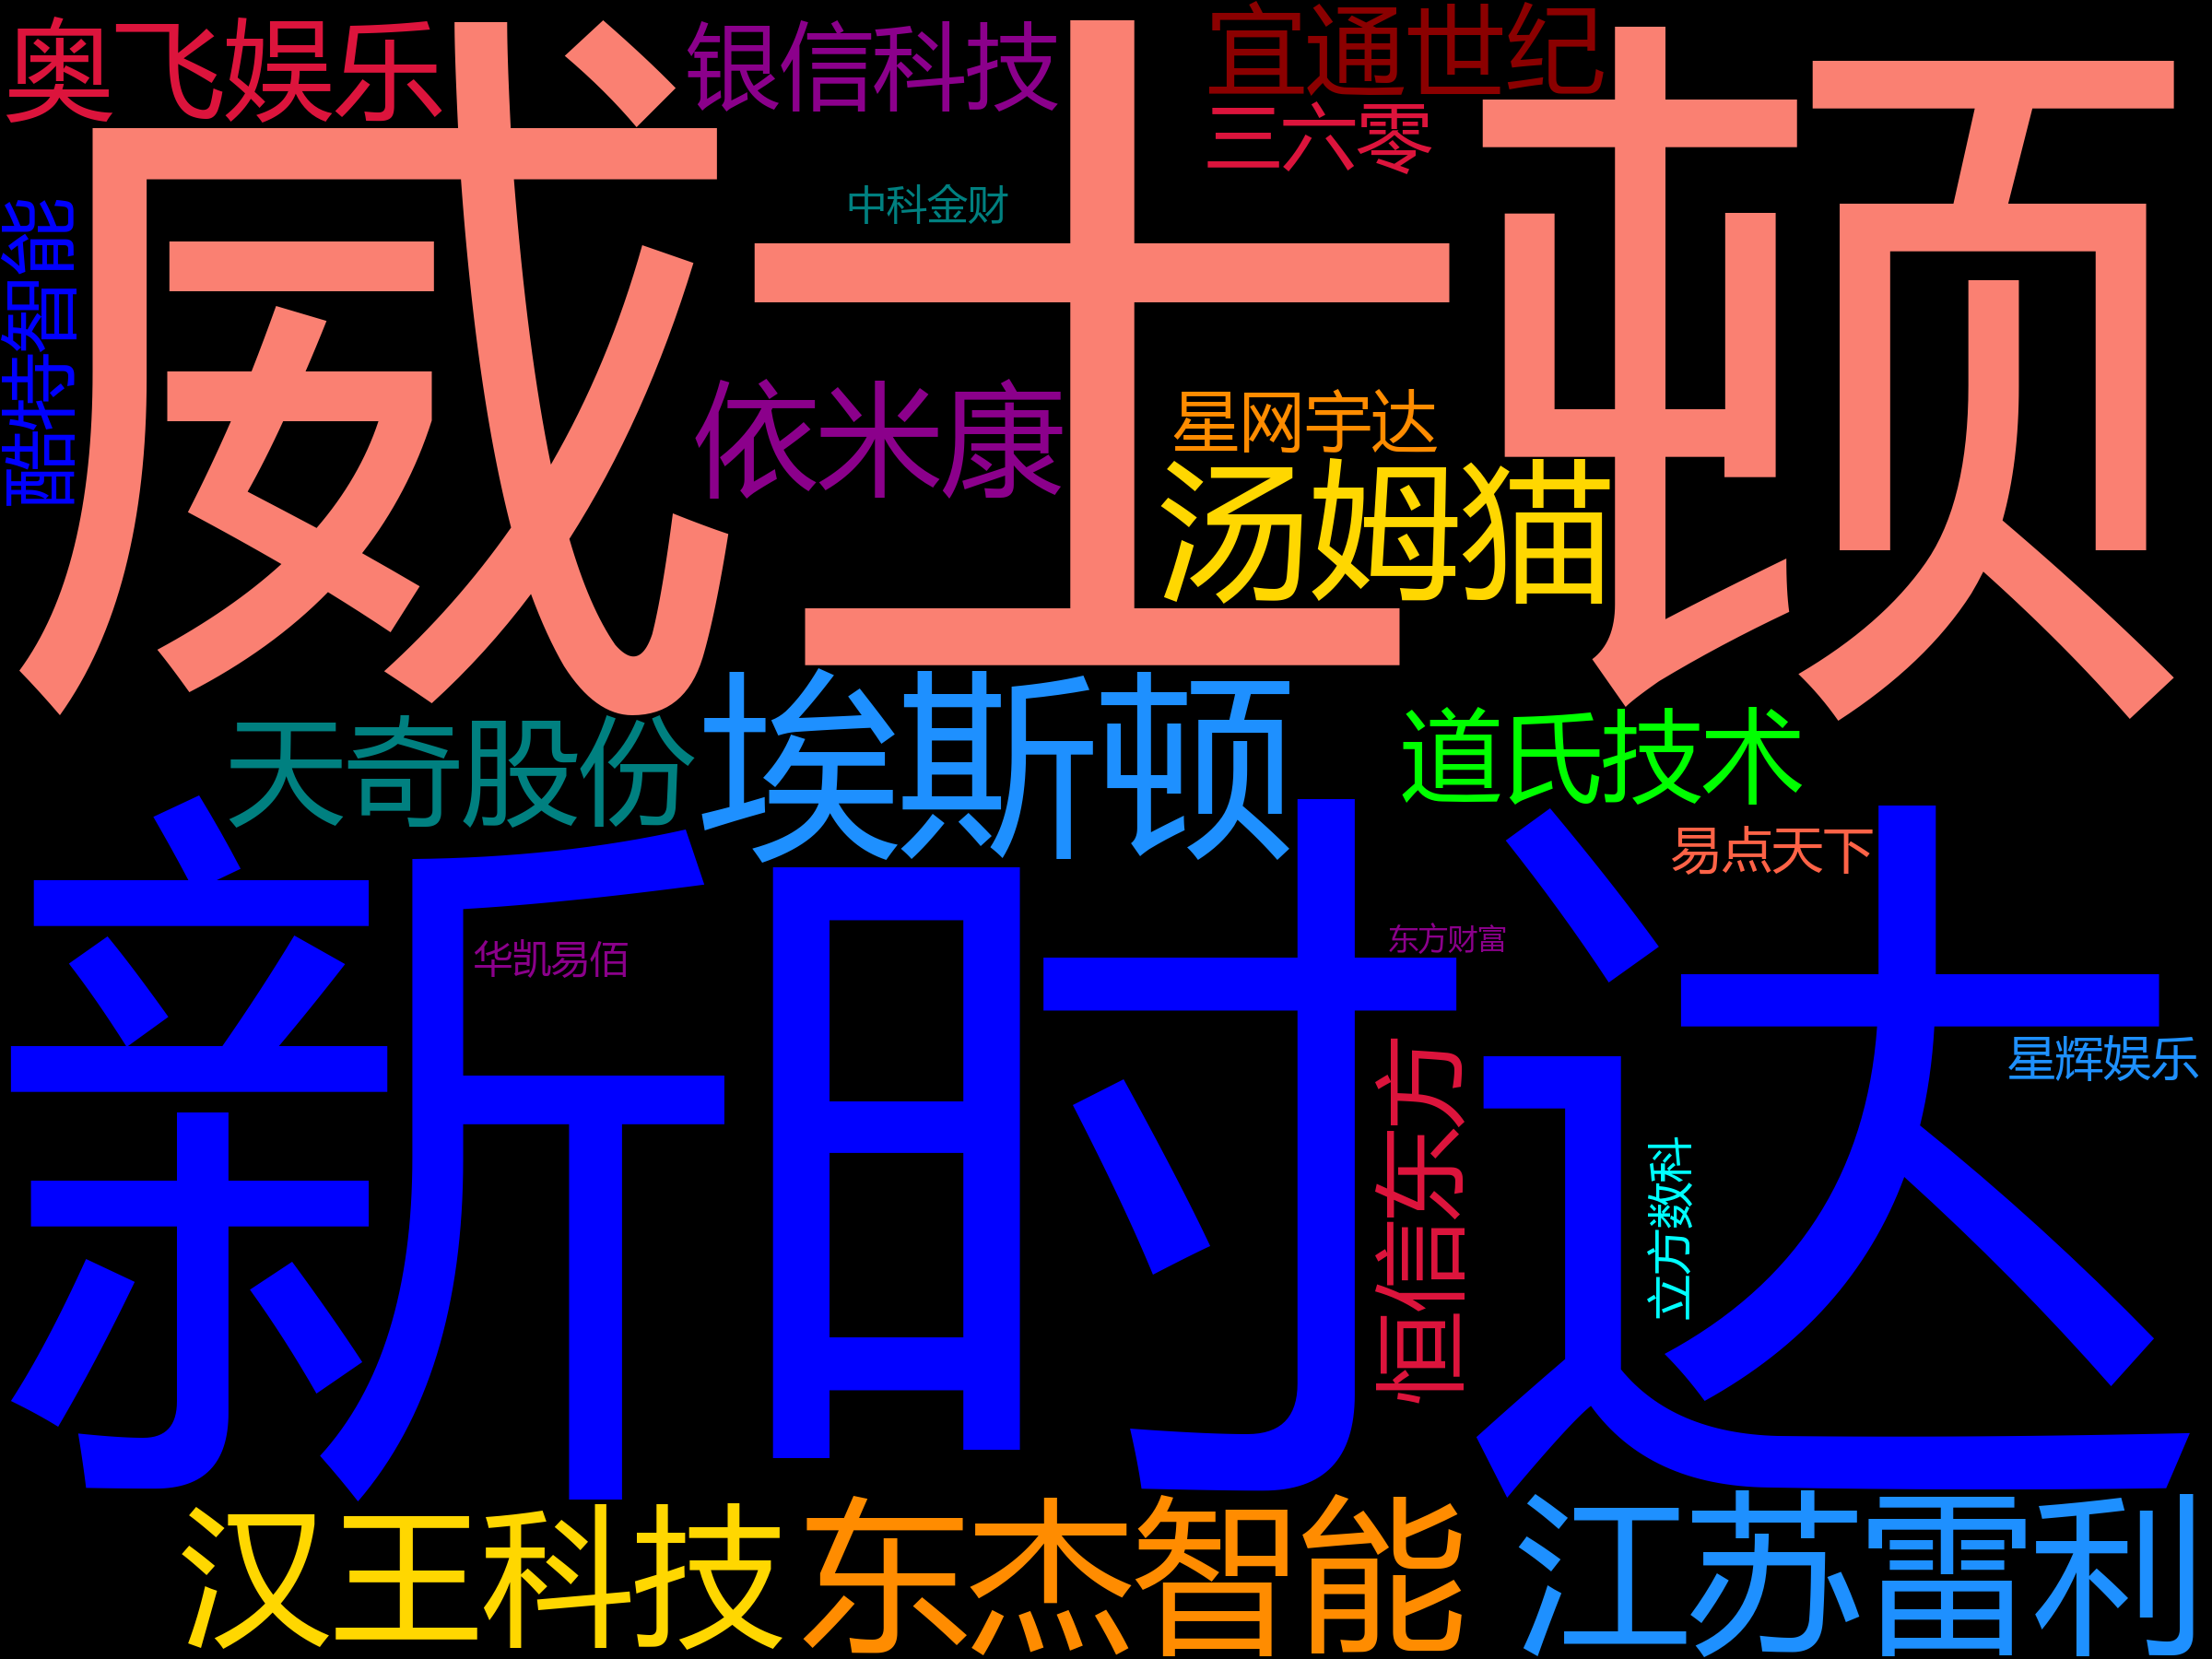 奥飞娱乐
银信科技
宜通世纪
三六零
威士顿
中科金财
酷特智能
依米康
星网宇达
汤姆猫
埃斯顿
天奇股份
道氏技术
易点天下
新时达
华凯易佰
东方财富
星辉娱乐
恒信东方
立方数科
汉王科技
东杰智能
江苏雷利